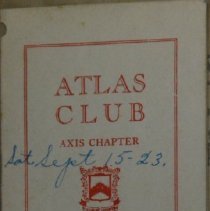 ATLAS
CLUB
AXIS CHAPTER
Sat. Sept 15-23.